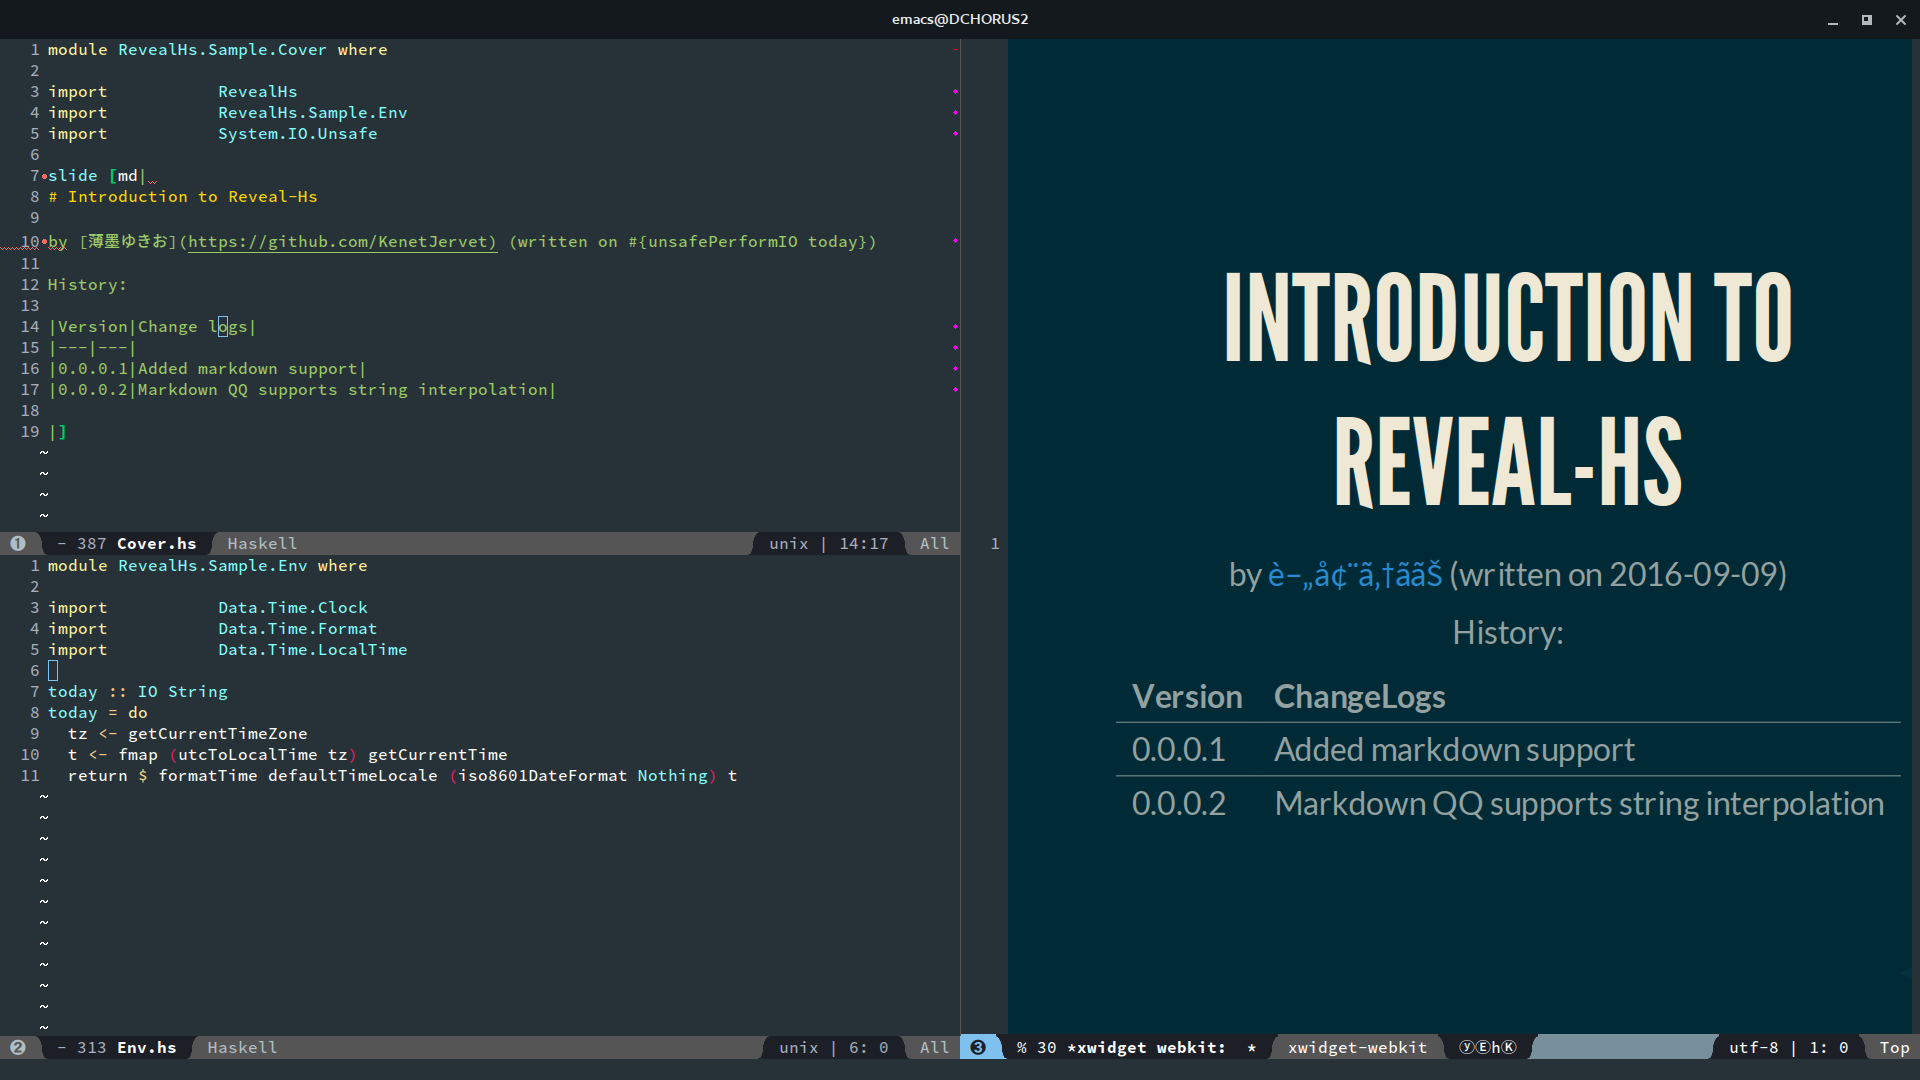 emacs@DCHORUS2
1 module RevealHs.Sample.Cover where
2
3 import           RevealHs
4 import           RevealHs.Sample.Env
5 import           System.IO.Unsafe
6
7 slide [md|
8 # Introduction to Reveal-Hs
9
10 by [薄墨ゆきお](https://github.com/KenetJervet) (written on #{unsafePerformIO today})
11
12 History:
13
14 |Version|Change logs|
15 |---|---|
16 |0.0.0.1|Added markdown support|
17 |0.0.0.2|Markdown QQ supports string interpolation|
18
19 |]
~
~
~
~
❶ - 387 Cover.hs Haskell unix | 14:17 All
1 module RevealHs.Sample.Env where
2
3 import           Data.Time.Clock
4 import           Data.Time.Format
5 import           Data.Time.LocalTime
6
7 today :: IO String
8 today = do
9   tz <- getCurrentTimeZone
10   t <- fmap (utcToLocalTime tz) getCurrentTime
11   return $ formatTime defaultTimeLocale (iso8601DateFormat Nothing) t
~
~
~
~
~
~
~
~
~
~
~
~
❷ - 313 Env.hs Haskell unix | 6: 0 All
1
INTRODUCTION TO
REVEAL-HS
by è–„å¢¨ã‚†ããŠ (written on 2016-09-09)
History:
Version ChangeLogs
0.0.0.1 Added markdown support
0.0.0.2 Markdown QQ supports string interpolation
❸ % 30 *xwidget webkit: * xwidget-webkit ⓨⒺhⓀ utf-8 | 1: 0 Top